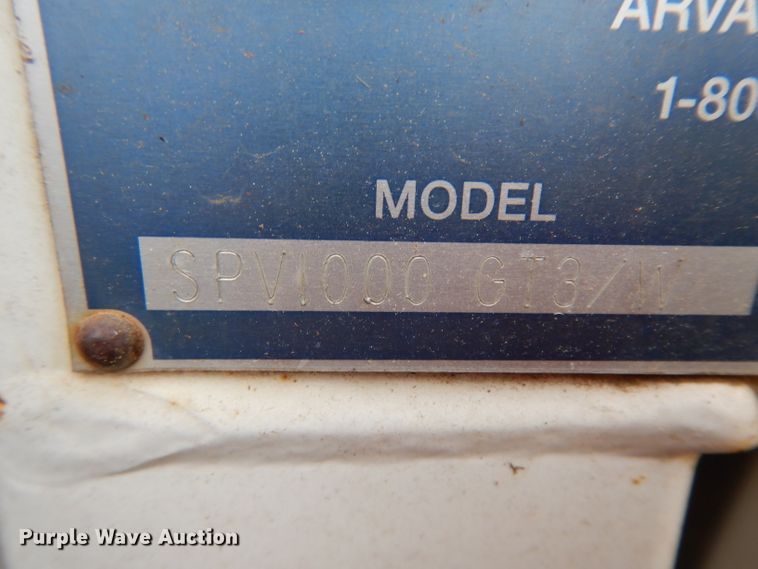 ARVA
1-80
MODEL
SPV1000 GT3/W
Purple Wave Auction